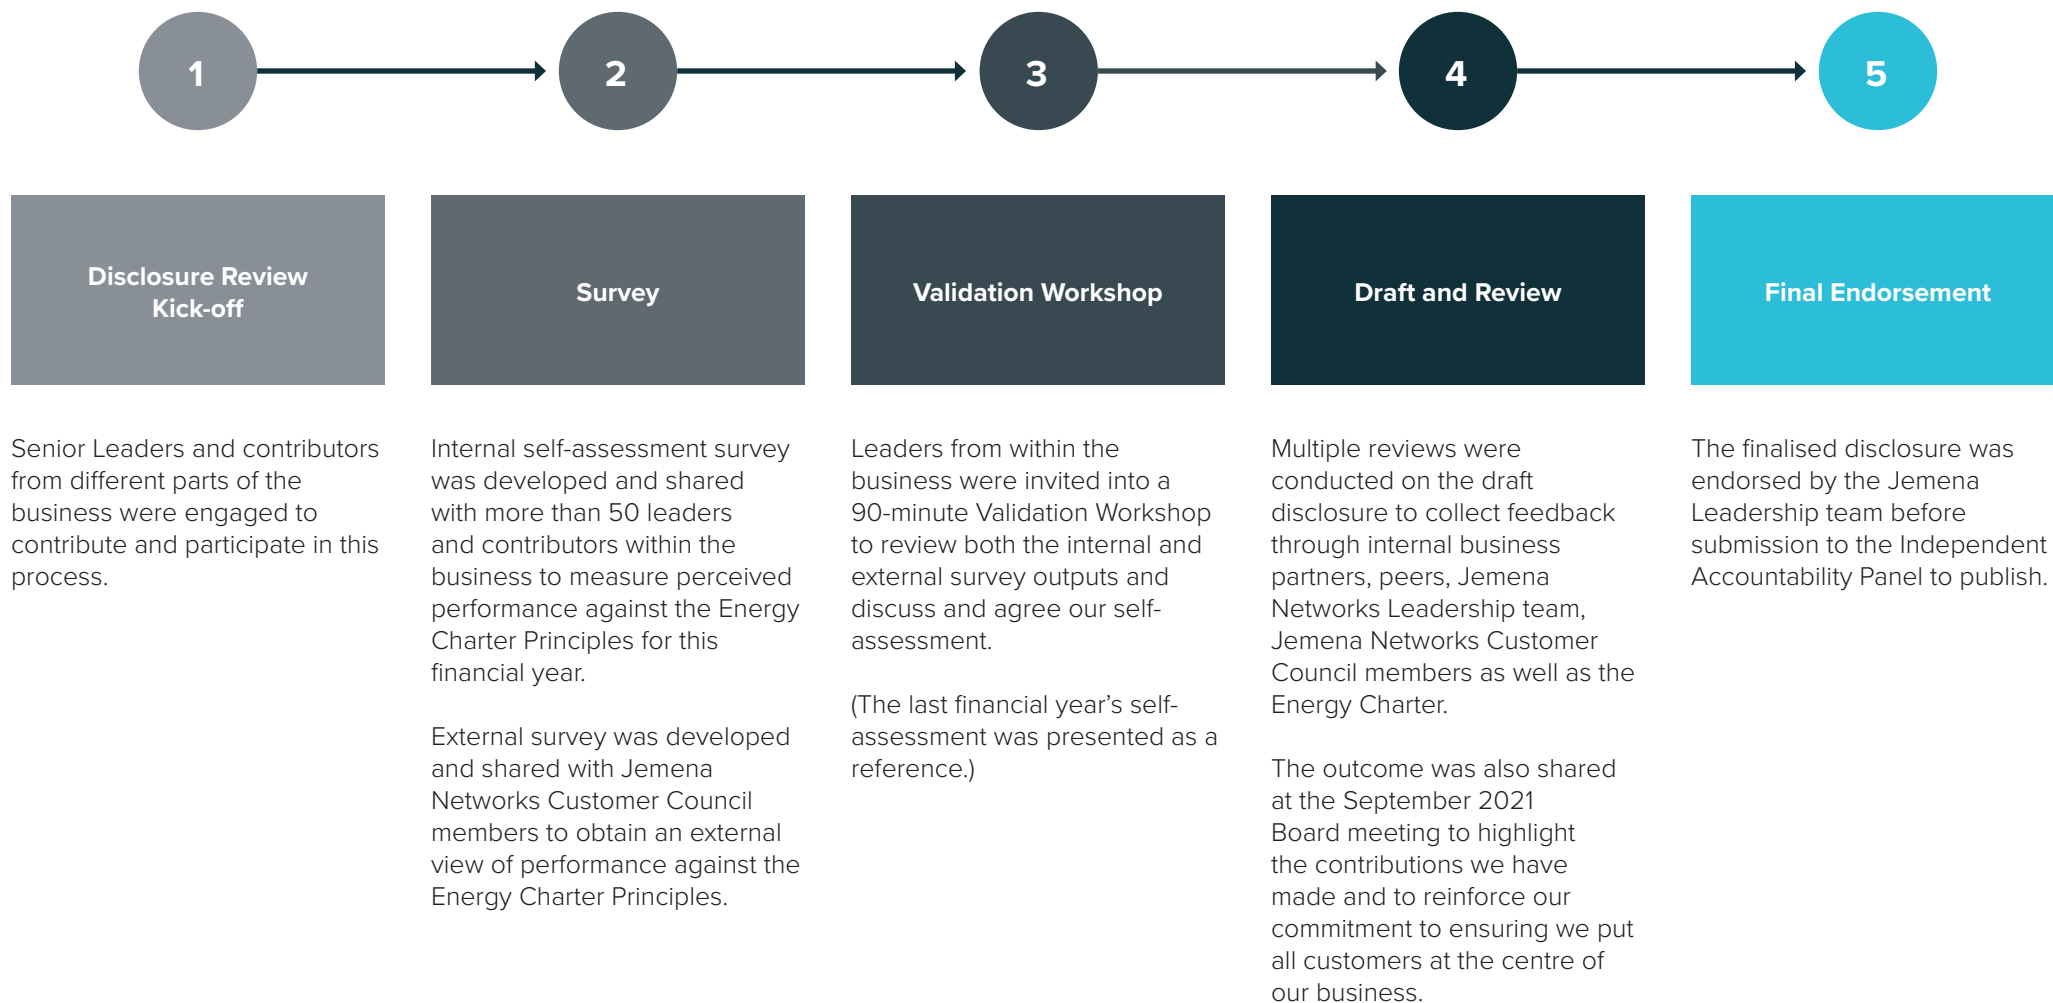 1
2
3
4
5
Disclosure Review
Kick-off
Survey
Validation Workshop
Draft and Review
Final Endorsement
Senior Leaders and contributors
from different parts of the
business were engaged to
contribute and participate in this
process.
Internal self-assessment survey
was developed and shared
with more than 50 leaders
and contributors within the
business to measure perceived
performance against the Energy
Charter Principles for this
financial year.
External survey was developed
and shared with Jemena
Networks Customer Council
members to obtain an external
view of performance against the
Energy Charter Principles.
Leaders from within the
business were invited into a
90-minute Validation Workshop
to review both the internal and
external survey outputs and
discuss and agree our self-
assessment.
(The last financial year’s self-
assessment was presented as a
reference.)
Multiple reviews were
conducted on the draft
disclosure to collect feedback
through internal business
partners, peers, Jemena
Networks Leadership team,
Jemena Networks Customer
Council members as well as the
Energy Charter.
The outcome was also shared
at the September 2021
Board meeting to highlight
the contributions we have
made and to reinforce our
commitment to ensuring we put
all customers at the centre of
our business.
The finalised disclosure was
endorsed by the Jemena
Leadership team before
submission to the Independent
Accountability Panel to publish.